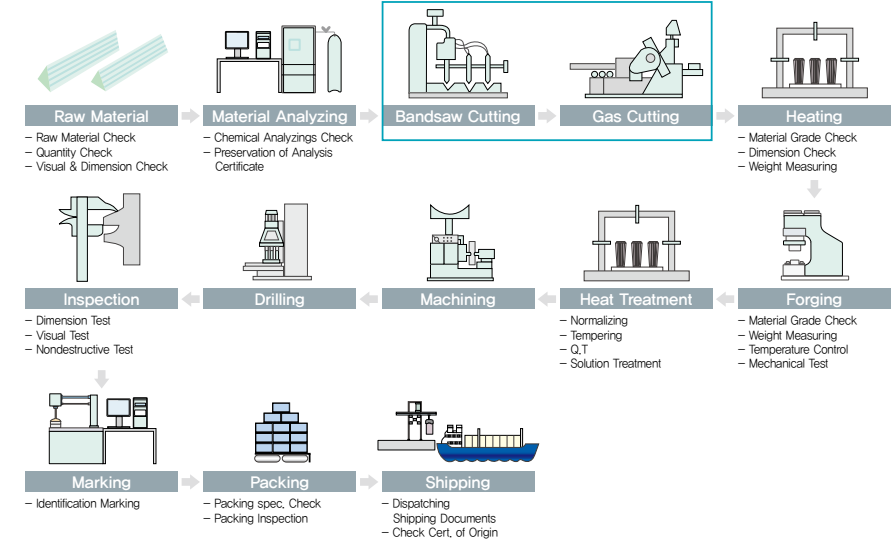 Raw Material
– Raw Material Check
– Quantity Check
– Visual & Dimension Check
Material Analyzing
– Chemical Analyzings Check
– Preservation of Analysis
Certificate
Bandsaw Cutting
Gas Cutting
Heating
– Material Grade Check
– Dimension Check
– Weight Measuring
Forging
– Material Grade Check
– Weight Measuring
– Temperature Control
– Mechanical Test
Heat Treatment
– Normalizing
– Tempering
– Q.T
– Solution Treatment
Machining
Drilling
Inspection
– Dimension Test
– Visual Test
– Nondestructive Test
Marking
– Identification Marking
Packing
– Packing spec. Check
– Packing Inspection
Shipping
– Dispatching
Shipping Documents
– Check Cert. of Origin